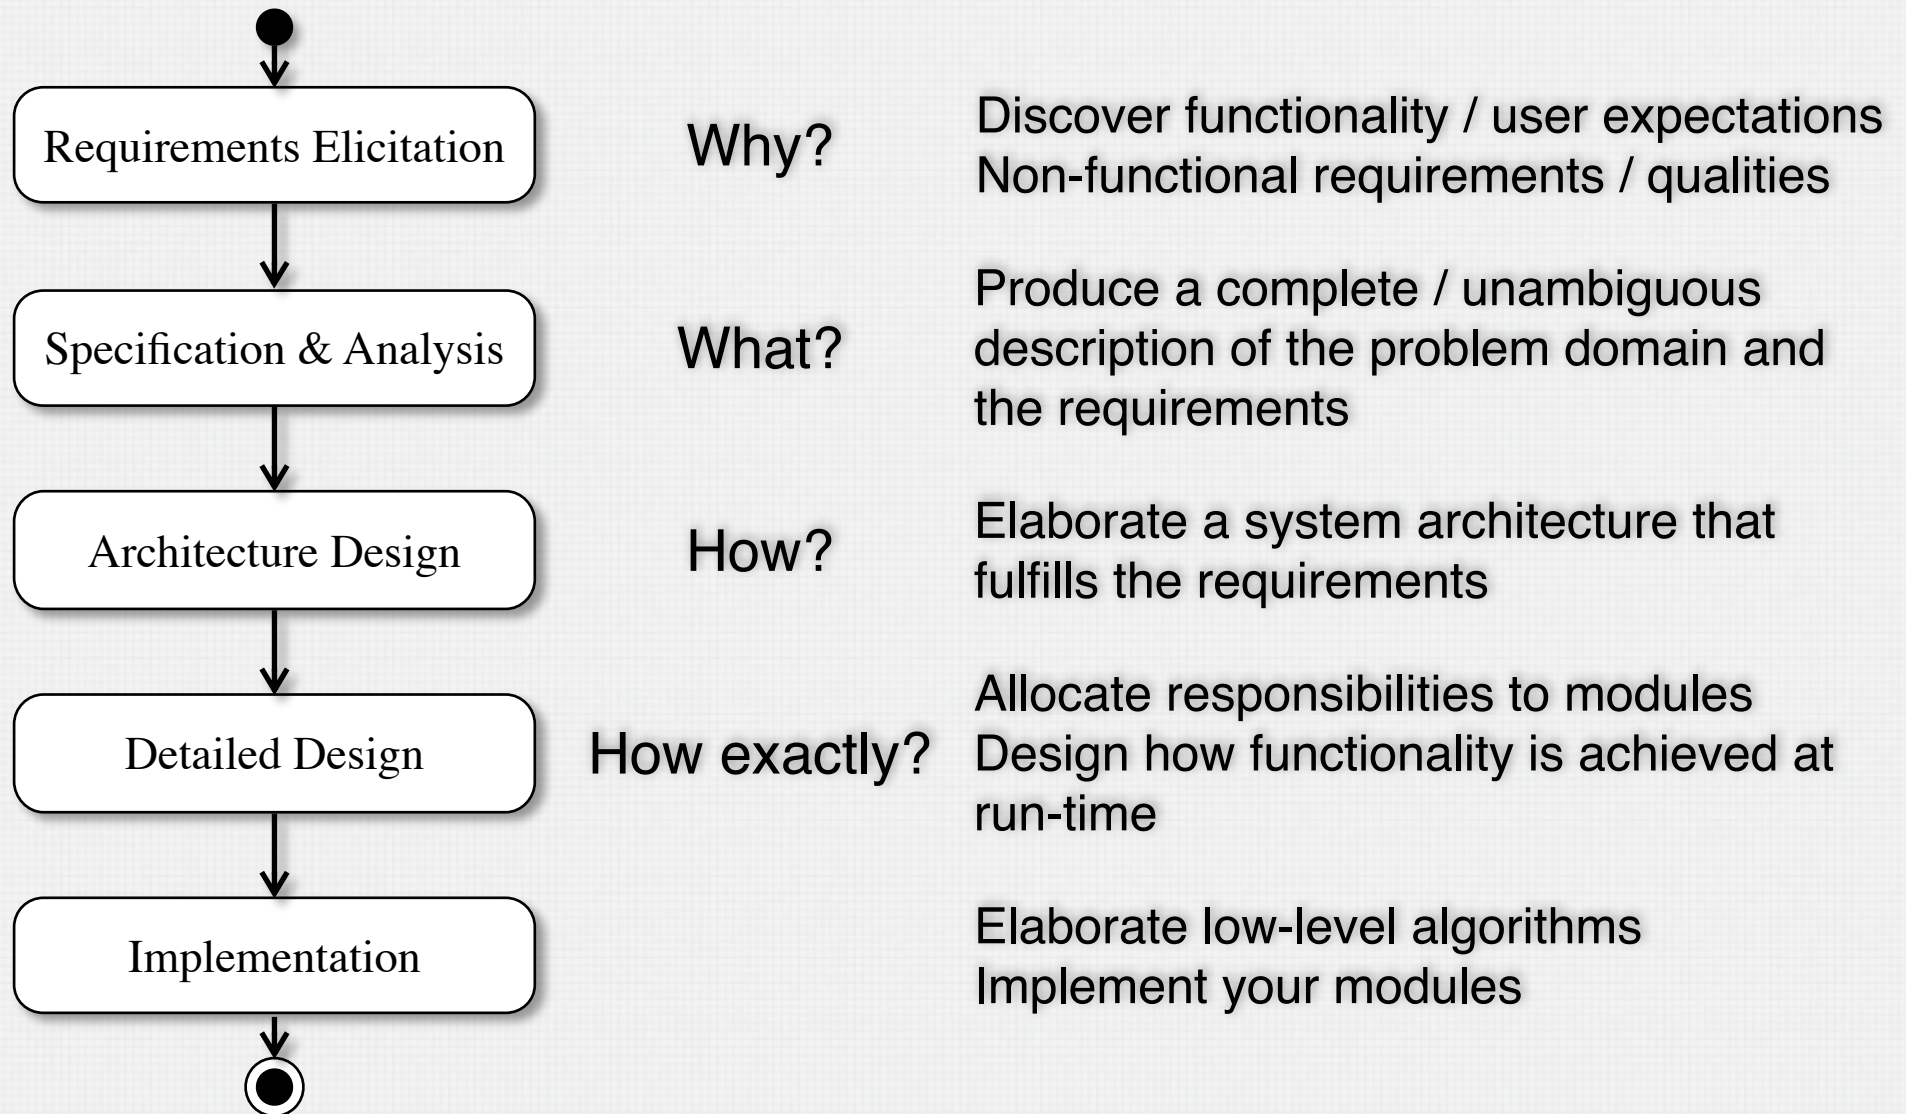 Requirements Elicitation
Why?
Discover functionality / user expectations
Non-functional requirements / qualities
Specification & Analysis
What?
Produce a complete / unambiguous
description of the problem domain and
the requirements
Architecture Design
How?
Elaborate a system architecture that
fulfills the requirements
Detailed Design
How exactly?
Allocate responsibilities to modules
Design how functionality is achieved at
run-time
Implementation
Elaborate low-level algorithms
Implement your modules